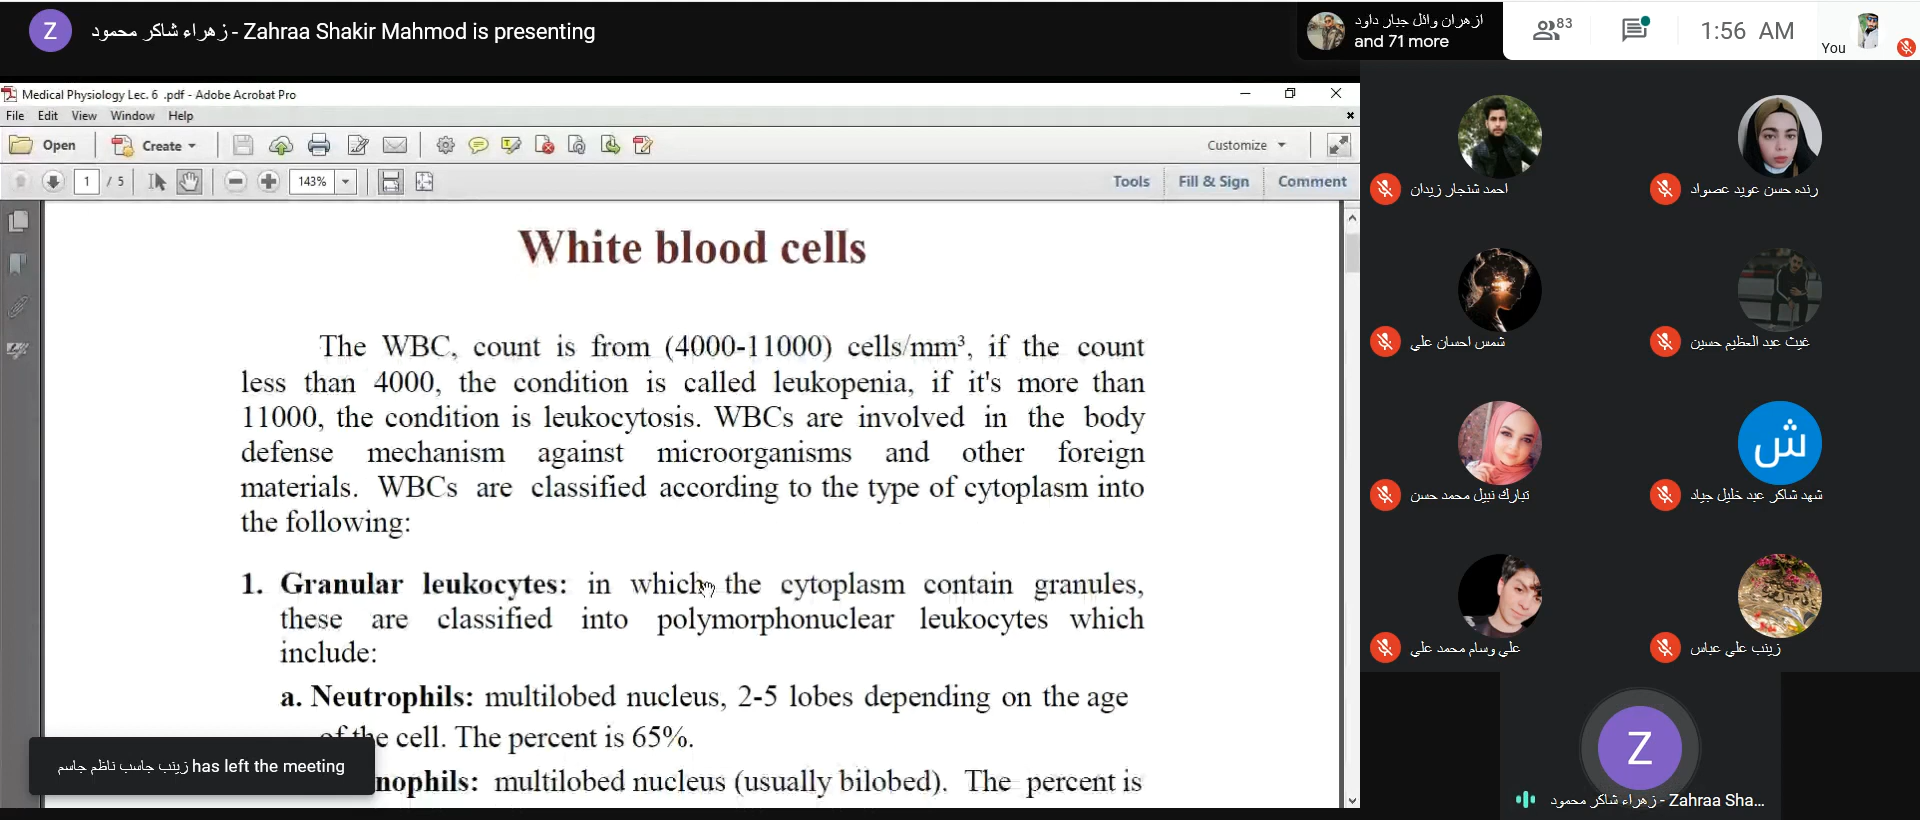 Z
زهراء شاكر محمود - Zahraa Shakir Mahmod is presenting
ازهران وائل جبار داود
and 71 more
83
1:56 AM
You
Medical Physiology Lec. 6 .pdf - Adobe Acrobat Pro
File Edit View Window Help
Open
Create
Customize
1 / 5
143%
Tools
Fill & Sign
Comment
White blood cells
The WBC, count is from (4000-11000) cells/mm³, if the count
less than 4000, the condition is called leukopenia, if it's more than
11000, the condition is leukocytosis. WBCs are involved in the body
defense mechanism against microorganisms and other foreign
materials. WBCs are classified according to the type of cytoplasm into
the following:
1. Granular leukocytes: in which the cytoplasm contain granules,
these are classified into polymorphonuclear leukocytes which
include:
a. Neutrophils: multilobed nucleus, 2-5 lobes depending on the age
of the cell. The percent is 65%.
nophils: multilobed nucleus (usually bilobed). The percent is
زينب جاسب ناظم جاسم has left the meeting
احمد شنجار زيدان
رنده حسن عويد عصواد
شمس احسان علي
غيث عبد العظيم حسين
تبارك نبيل محمد حسن
ش
شهد شاكر عبد خليل جياد
علي وسام محمد علي
زينب علي عباس
Z
زهراء شاكر محمود - Zahraa Sha...